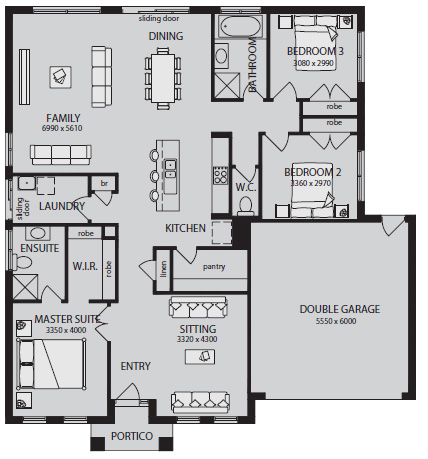 sliding door
DINING
BATHROOM
BEDROOM 3
3080 x 2990
robe
robe
FAMILY
6990 x 5610
BEDROOM 2
3360 x 2970
W.C.
br
LAUNDRY
sliding
door
KITCHEN
robe
ENSUITE
W.I.R.
robe
linen
pantry
MASTER SUITE
3350 x 4000
SITTING
3320 x 4300
DOUBLE GARAGE
5550 x 6000
ENTRY
PORTICO